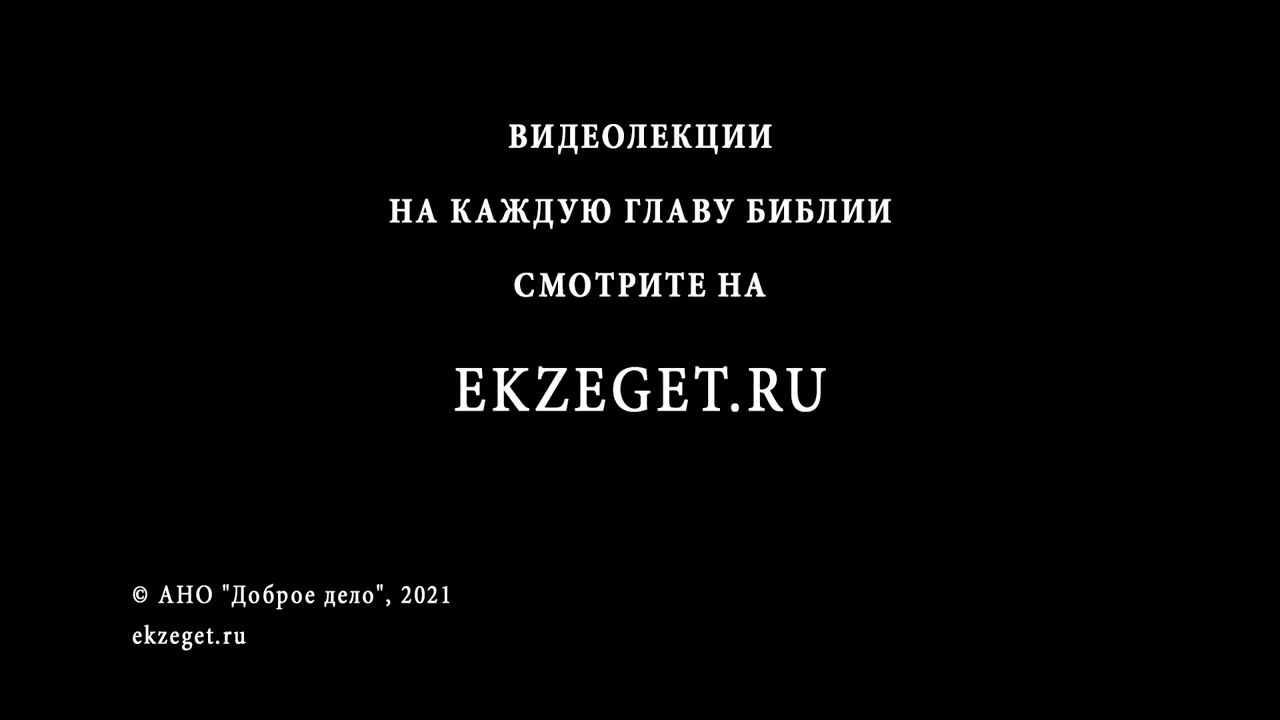 ВИДЕОЛЕКЦИИ
НА КАЖДУЮ ГЛАВУ БИБЛИИ
СМОТРИТЕ НА
EKZEGET.RU
© АНО "Доброе дело", 2021
ekzeget.ru